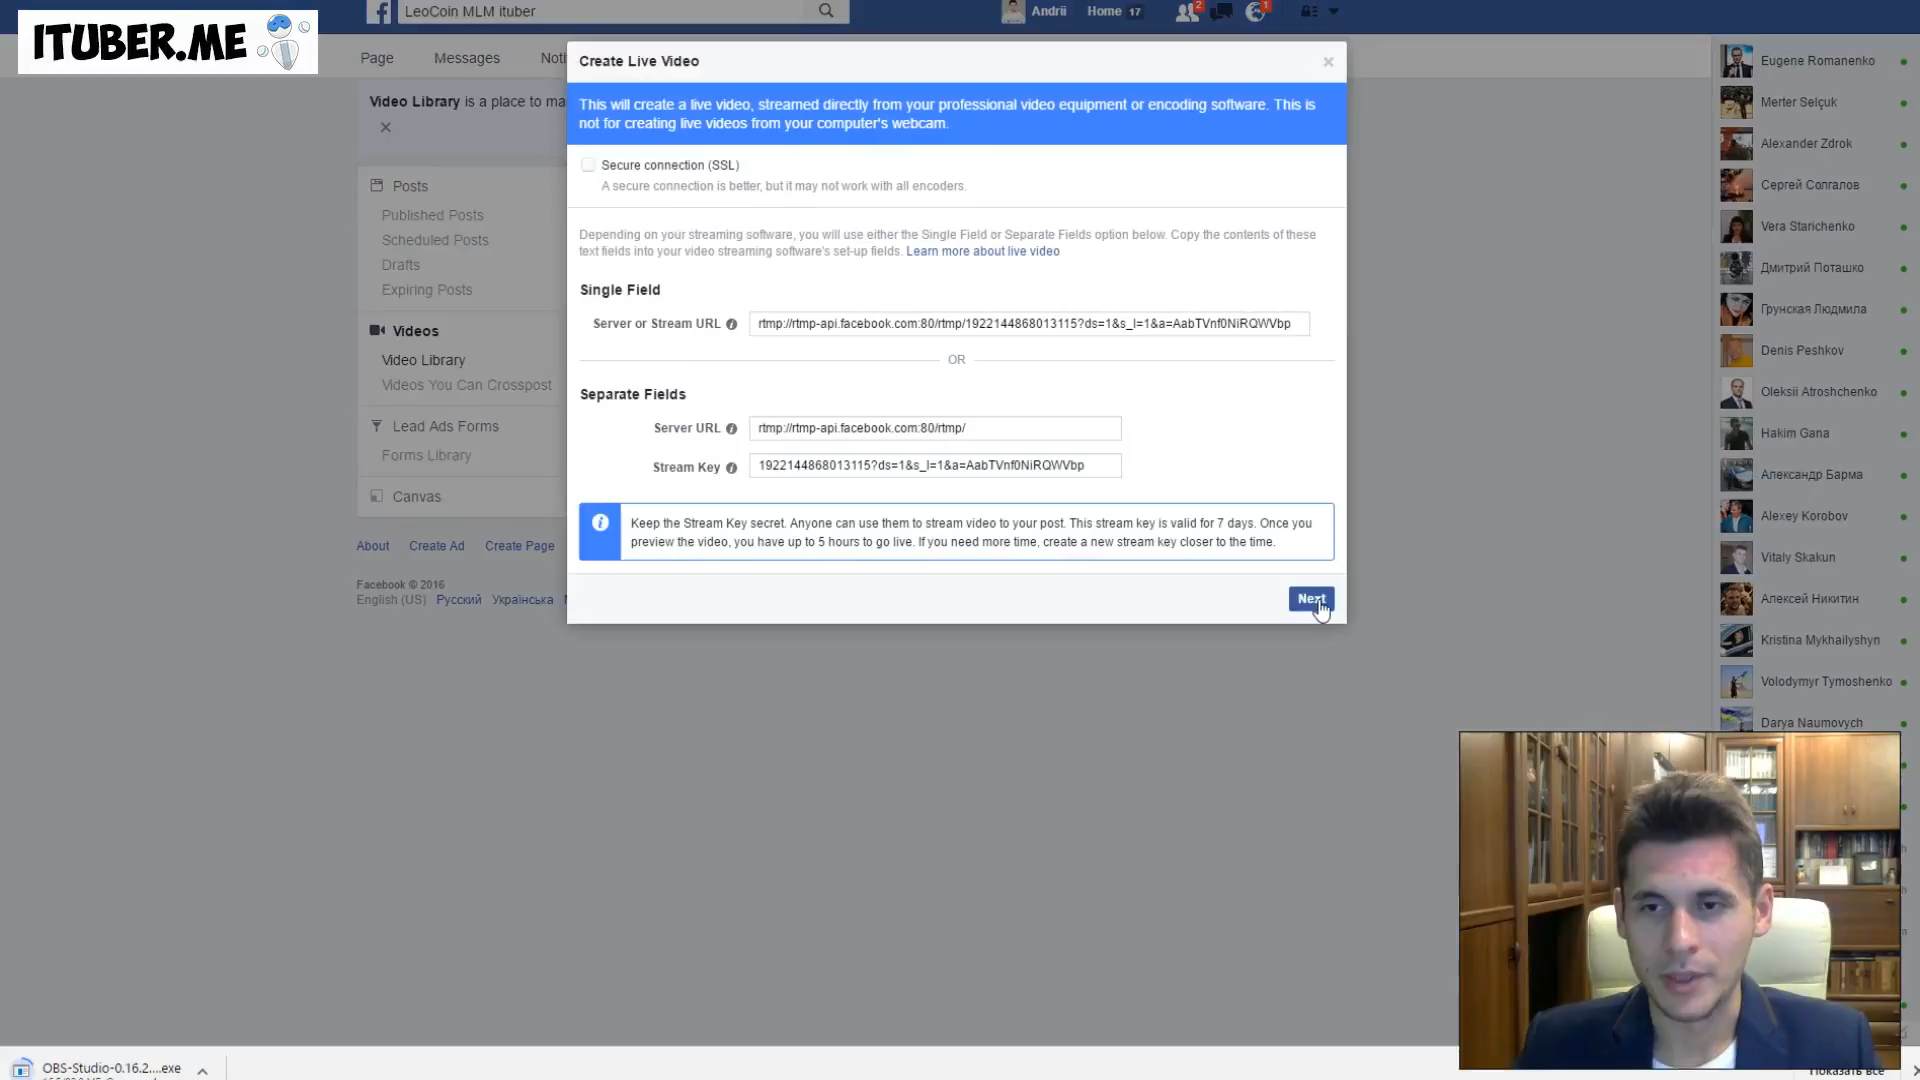 ITUBER.ME
LeoCoin MLM ituber
Andrii
Home 17
2
1
Page
Messages
Noti
Video Library is a place to ma
Posts
Published Posts
Scheduled Posts
Drafts
Expiring Posts
Videos
Video Library
Videos You Can Crosspost
Lead Ads Forms
Forms Library
Canvas
About Create Ad Create Page
Facebook © 2016
English (US) Русский Українська
Create Live Video
This will create a live video, streamed directly from your professional video equipment or encoding software. This is
not for creating live videos from your computer's webcam.
Secure connection (SSL)
A secure connection is better, but it may not work with all encoders.
Depending on your streaming software, you will use either the Single Field or Separate Fields option below. Copy the contents of these
text fields into your video streaming software's set-up fields. Learn more about live video
Single Field
Server or Stream URL rtmp://rtmp-api.facebook.com:80/rtmp/1922144868013115?ds=1&s_l=1&a=AabTVnf0NiRQWVbp
OR
Separate Fields
Server URL rtmp://rtmp-api.facebook.com:80/rtmp/
Stream Key 1922144868013115?ds=1&s_l=1&a=AabTVnf0NiRQWVbp
Keep the Stream Key secret. Anyone can use them to stream video to your post. This stream key is valid for 7 days. Once you
preview the video, you have up to 5 hours to go live. If you need more time, create a new stream key closer to the time.
Next
Eugene Romanenko
Merter Selçuk
Alexander Zdrok
Сергей Солгалов
Vera Starichenko
Дмитрий Поташко
Грунская Людмила
Denis Peshkov
Oleksii Atroshchenko
Hakim Gana
Александр Барма
Alexey Korobov
Vitaly Skakun
Алексей Никитин
Kristina Mykhailyshyn
Volodymyr Tymoshenko
Darya Naumovych
OBS-Studio-0.16.2....exe
Показать все